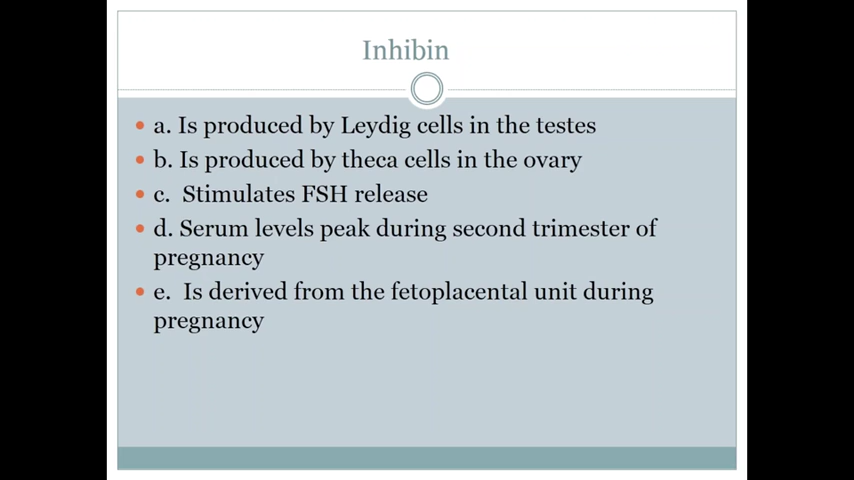 Inhibin
a. Is produced by Leydig cells in the testes
b. Is produced by theca cells in the ovary
c. Stimulates FSH release
d. Serum levels peak during second trimester of
pregnancy
e. Is derived from the fetoplacental unit during
pregnancy